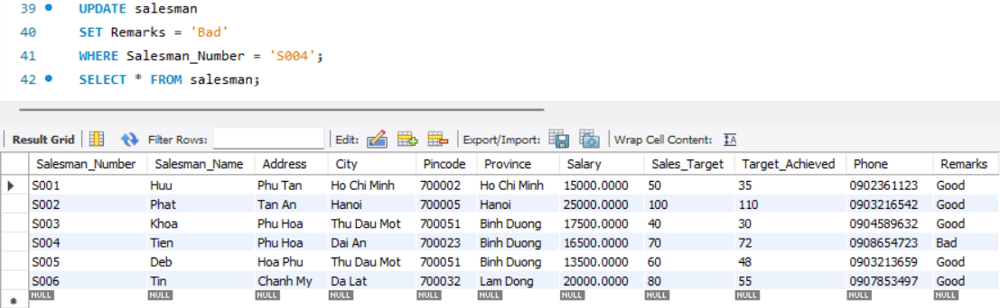 39 UPDATE salesman
40 SET Remarks = 'Bad'
41 WHERE Salesman_Number = 'S004';
42 SELECT * FROM salesman;
Result Grid Filter Rows: Edit: Export/Import: Wrap Cell Content: IA
Salesman_Number Salesman_Name Address City Pincode Province Salary Sales_Target Target_Achieved Phone Remarks
S001 Huu Phu Tan Ho Chi Minh 700002 Ho Chi Minh 15000.0000 50 35 0902361123 Good
S002 Phat Tan An Hanoi 700005 Hanoi 25000.0000 100 110 0903216542 Good
S003 Khoa Phu Hoa Thu Dau Mot 700051 Binh Duong 17500.0000 40 30 0904589632 Good
S004 Tien Phu Hoa Dai An 700023 Binh Duong 16500.0000 70 72 0908654723 Bad
S005 Deb Hoa Phu Thu Dau Mot 700051 Binh Duong 13500.0000 60 48 0903213659 Good
S006 Tin Chanh My Da Lat 700032 Lam Dong 20000.0000 80 55 0907853497 Good
NULL NULL NULL NULL NULL NULL NULL NULL NULL NULL NULL